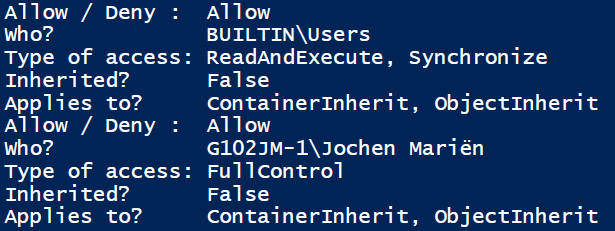 Allow / Deny :  Allow
Who?            BUILTIN\Users
Type of access: ReadAndExecute, Synchronize
Inherited?      False
Applies to?     ContainerInherit, ObjectInherit
Allow / Deny :  Allow
Who?            G102JM-1\Jochen Mariën
Type of access: FullControl
Inherited?      False
Applies to?     ContainerInherit, ObjectInherit